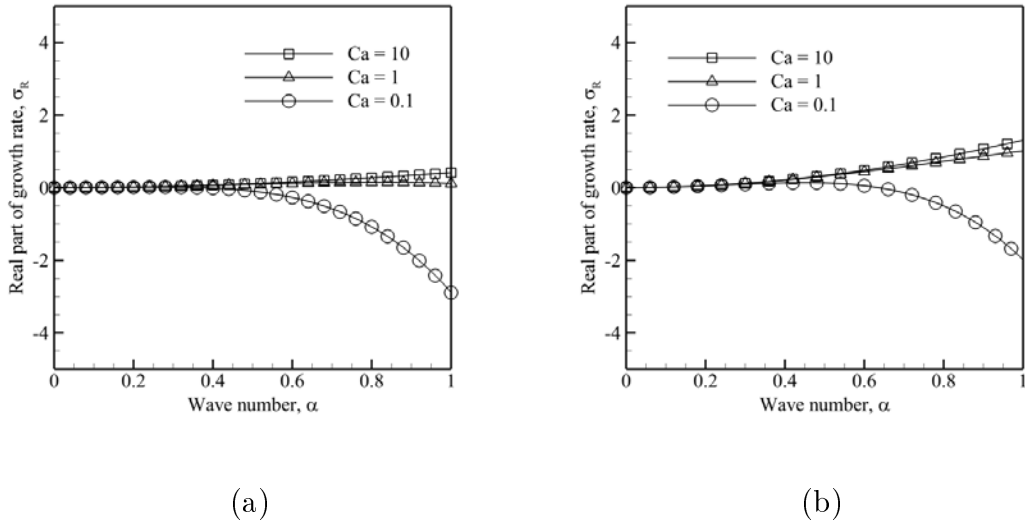 4
2
0
-2
-4
Real part of growth rate, σR
Ca = 10
Ca = 1
Ca = 0.1
0 0.2 0.4 0.6 0.8 1
Wave number, α
(a)
4
2
0
-2
-4
Real part of growth rate, σR
Ca = 10
Ca = 1
Ca = 0.1
0 0.2 0.4 0.6 0.8 1
Wave number, α
(b)